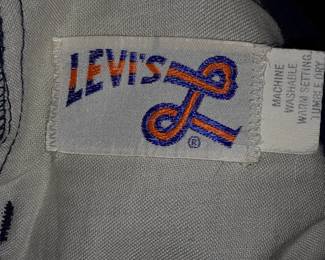 LEVI'S
L
®
MACHINE
WASHABLE
WARM SETTING
TUMBLE DRY